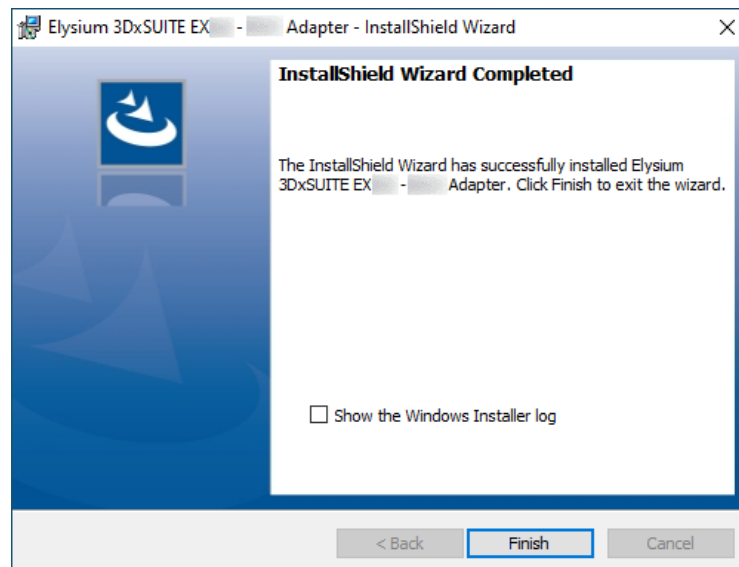 Elysium 3DxSUITE EX - Adapter - InstallShield Wizard
InstallShield Wizard Completed
The InstallShield Wizard has successfully installed Elysium
3DxSUITE EX - Adapter. Click Finish to exit the wizard.
Show the Windows Installer log
< Back Finish Cancel